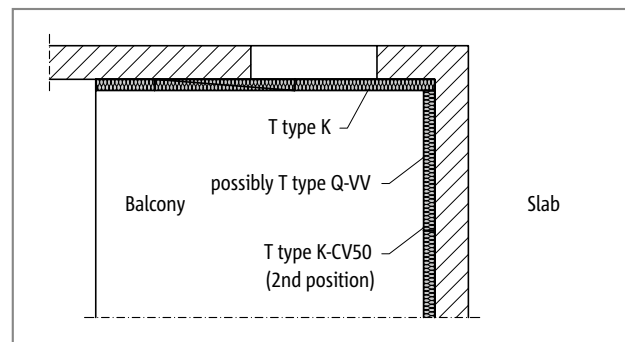 T type K
possibly T type Q-VV
Balcony
Slab
T type K-CV50
(2nd position)